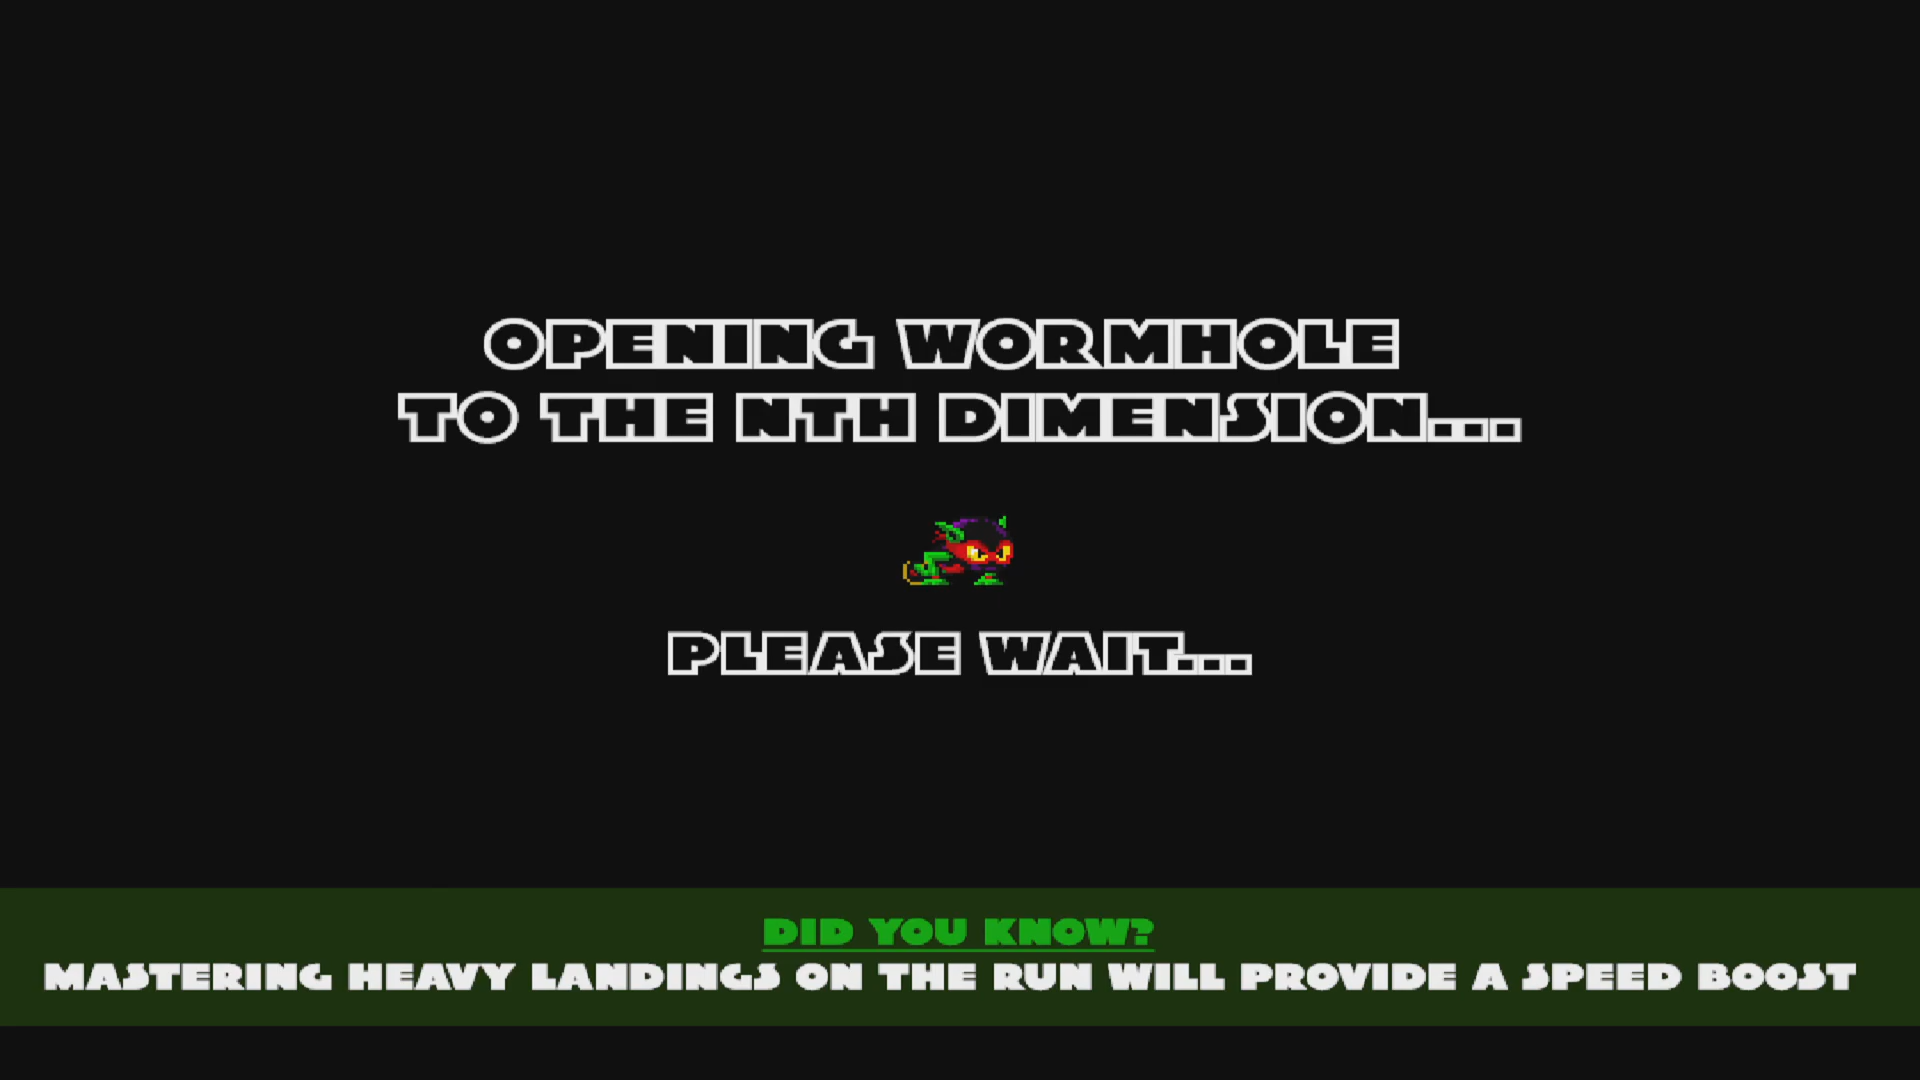 OPENING WORMHOLE
TO THE NTH DIMENSION...
PLEASE WAIT...
DID YOU KNOW?
MASTERING HEAVY LANDINGS ON THE RUN WILL PROVIDE A SPEED BOOST